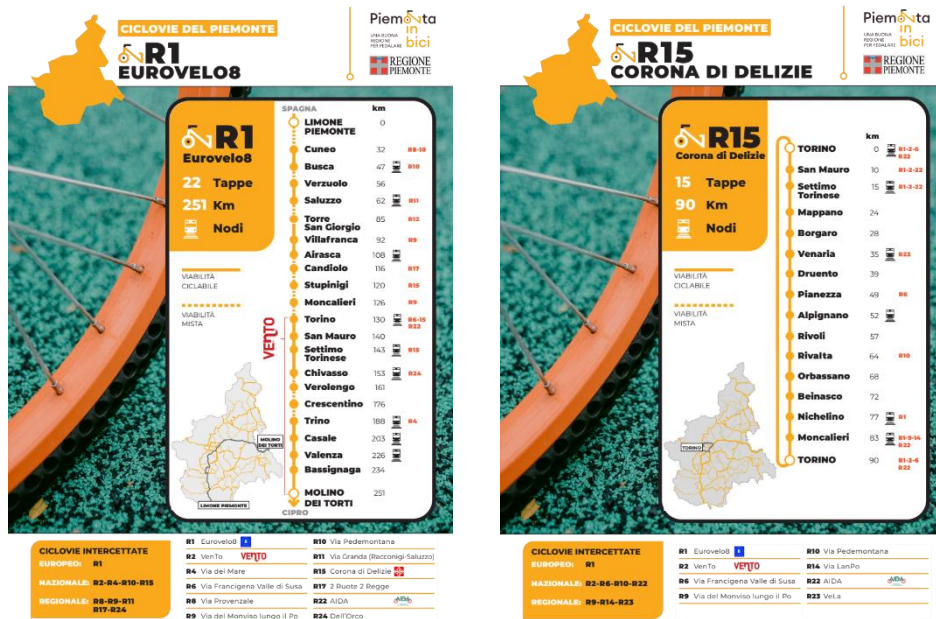 CICLOVIE DEL PIEMONTE
R1
EUROVELO8
Piemonta
in
bici
UNA BUONA
REGIONE
PER PEDALARE
REGIONE
PIEMONTE
R1
Eurovelo8
22 Tappe
251 Km
Nodi
VIABILITÀ
CICLABILE
VIABILITÀ
MISTA
SPAGNA km
LIMONE PIEMONTE 0
Cuneo 32 R8-10
Busca 47 R10
Verzuolo 56
Saluzzo 62 R11
Torre San Giorgio 85 R12
Villafranca 92 R9
Airasca 108
Candiolo 116 R17
Stupinigi 120 R15
Moncalieri 126 R9
Torino 130 R6-15 R22
San Mauro 140
Settimo Torinese 143 R15
Chivasso 153 R24
Verolengo 161
Crescentino 176
Trino 188 R4
Casale 203
Valenza 226
Bassignaga 234
MOLINO DEI TORTI 251
CIPRO
VENTO
MOLINO
DEI TORTI
LIMONE PIEMONTE
CICLOVIE INTERCETTATE
EUROPEO: R1
NAZIONALE: R2-R4-R10-R15
REGIONALE: R8-R9-R11
R17-R24
R1 Eurovelo8
R2 VenTo VENTO
R4 Via del Mare
R6 Via Francigena Valle di Susa
R8 Via Provenzale
R9 Via del Monviso lungo il Po
R10 Via Pedemontana
R11 Via Granda (Racconigi-Saluzzo)
R15 Corona di Delizie
R17 2 Ruote 2 Regge
R22 AIDA AIDA
R24 Dell'Orco
CICLOVIE DEL PIEMONTE
R15
CORONA DI DELIZIE
Piemonta
in
bici
UNA BUONA
REGIONE
PER PEDALARE
REGIONE
PIEMONTE
R15
Corona di Delizie
15 Tappe
90 Km
Nodi
VIABILITÀ
CICLABILE
VIABILITÀ
MISTA
km
TORINO 0 R1-2-6 R22
San Mauro 10 R1-2-22
Settimo Torinese 15 R1-2-22
Mappano 24
Borgaro 28
Venaria 35 R23
Druento 39
Pianezza 49 R6
Alpignano 52
Rivoli 57
Rivalta 64 R10
Orbassano 68
Beinasco 72
Nichelino 77 R1
Moncalieri 83 R1-9-14 R22
TORINO 90 R1-2-6 R22
TORINO
CICLOVIE INTERCETTATE
EUROPEO: R1
NAZIONALE: R2-R6-R10-R22
REGIONALE: R9-R14-R23
R1 Eurovelo8
R2 VenTo VENTO
R6 Via Francigena Valle di Susa
R9 Via del Monviso lungo il Po
R10 Via Pedemontana
R14 Via LanPo
R22 AIDA AIDA
R23 VeLa